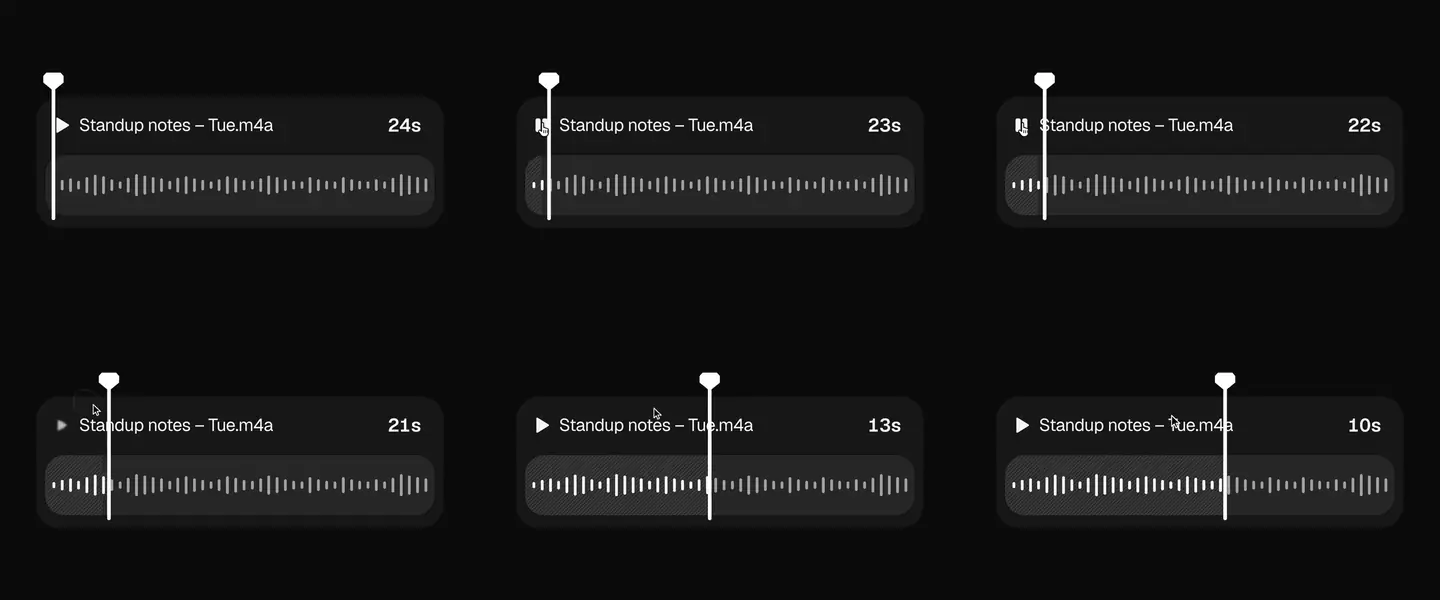 Standup notes – Tue.m4a 24s
Standup notes – Tue.m4a 23s
Standup notes – Tue.m4a 22s
Standup notes – Tue.m4a 21s
Standup notes – Tue.m4a 13s
Standup notes – Tue.m4a 10s